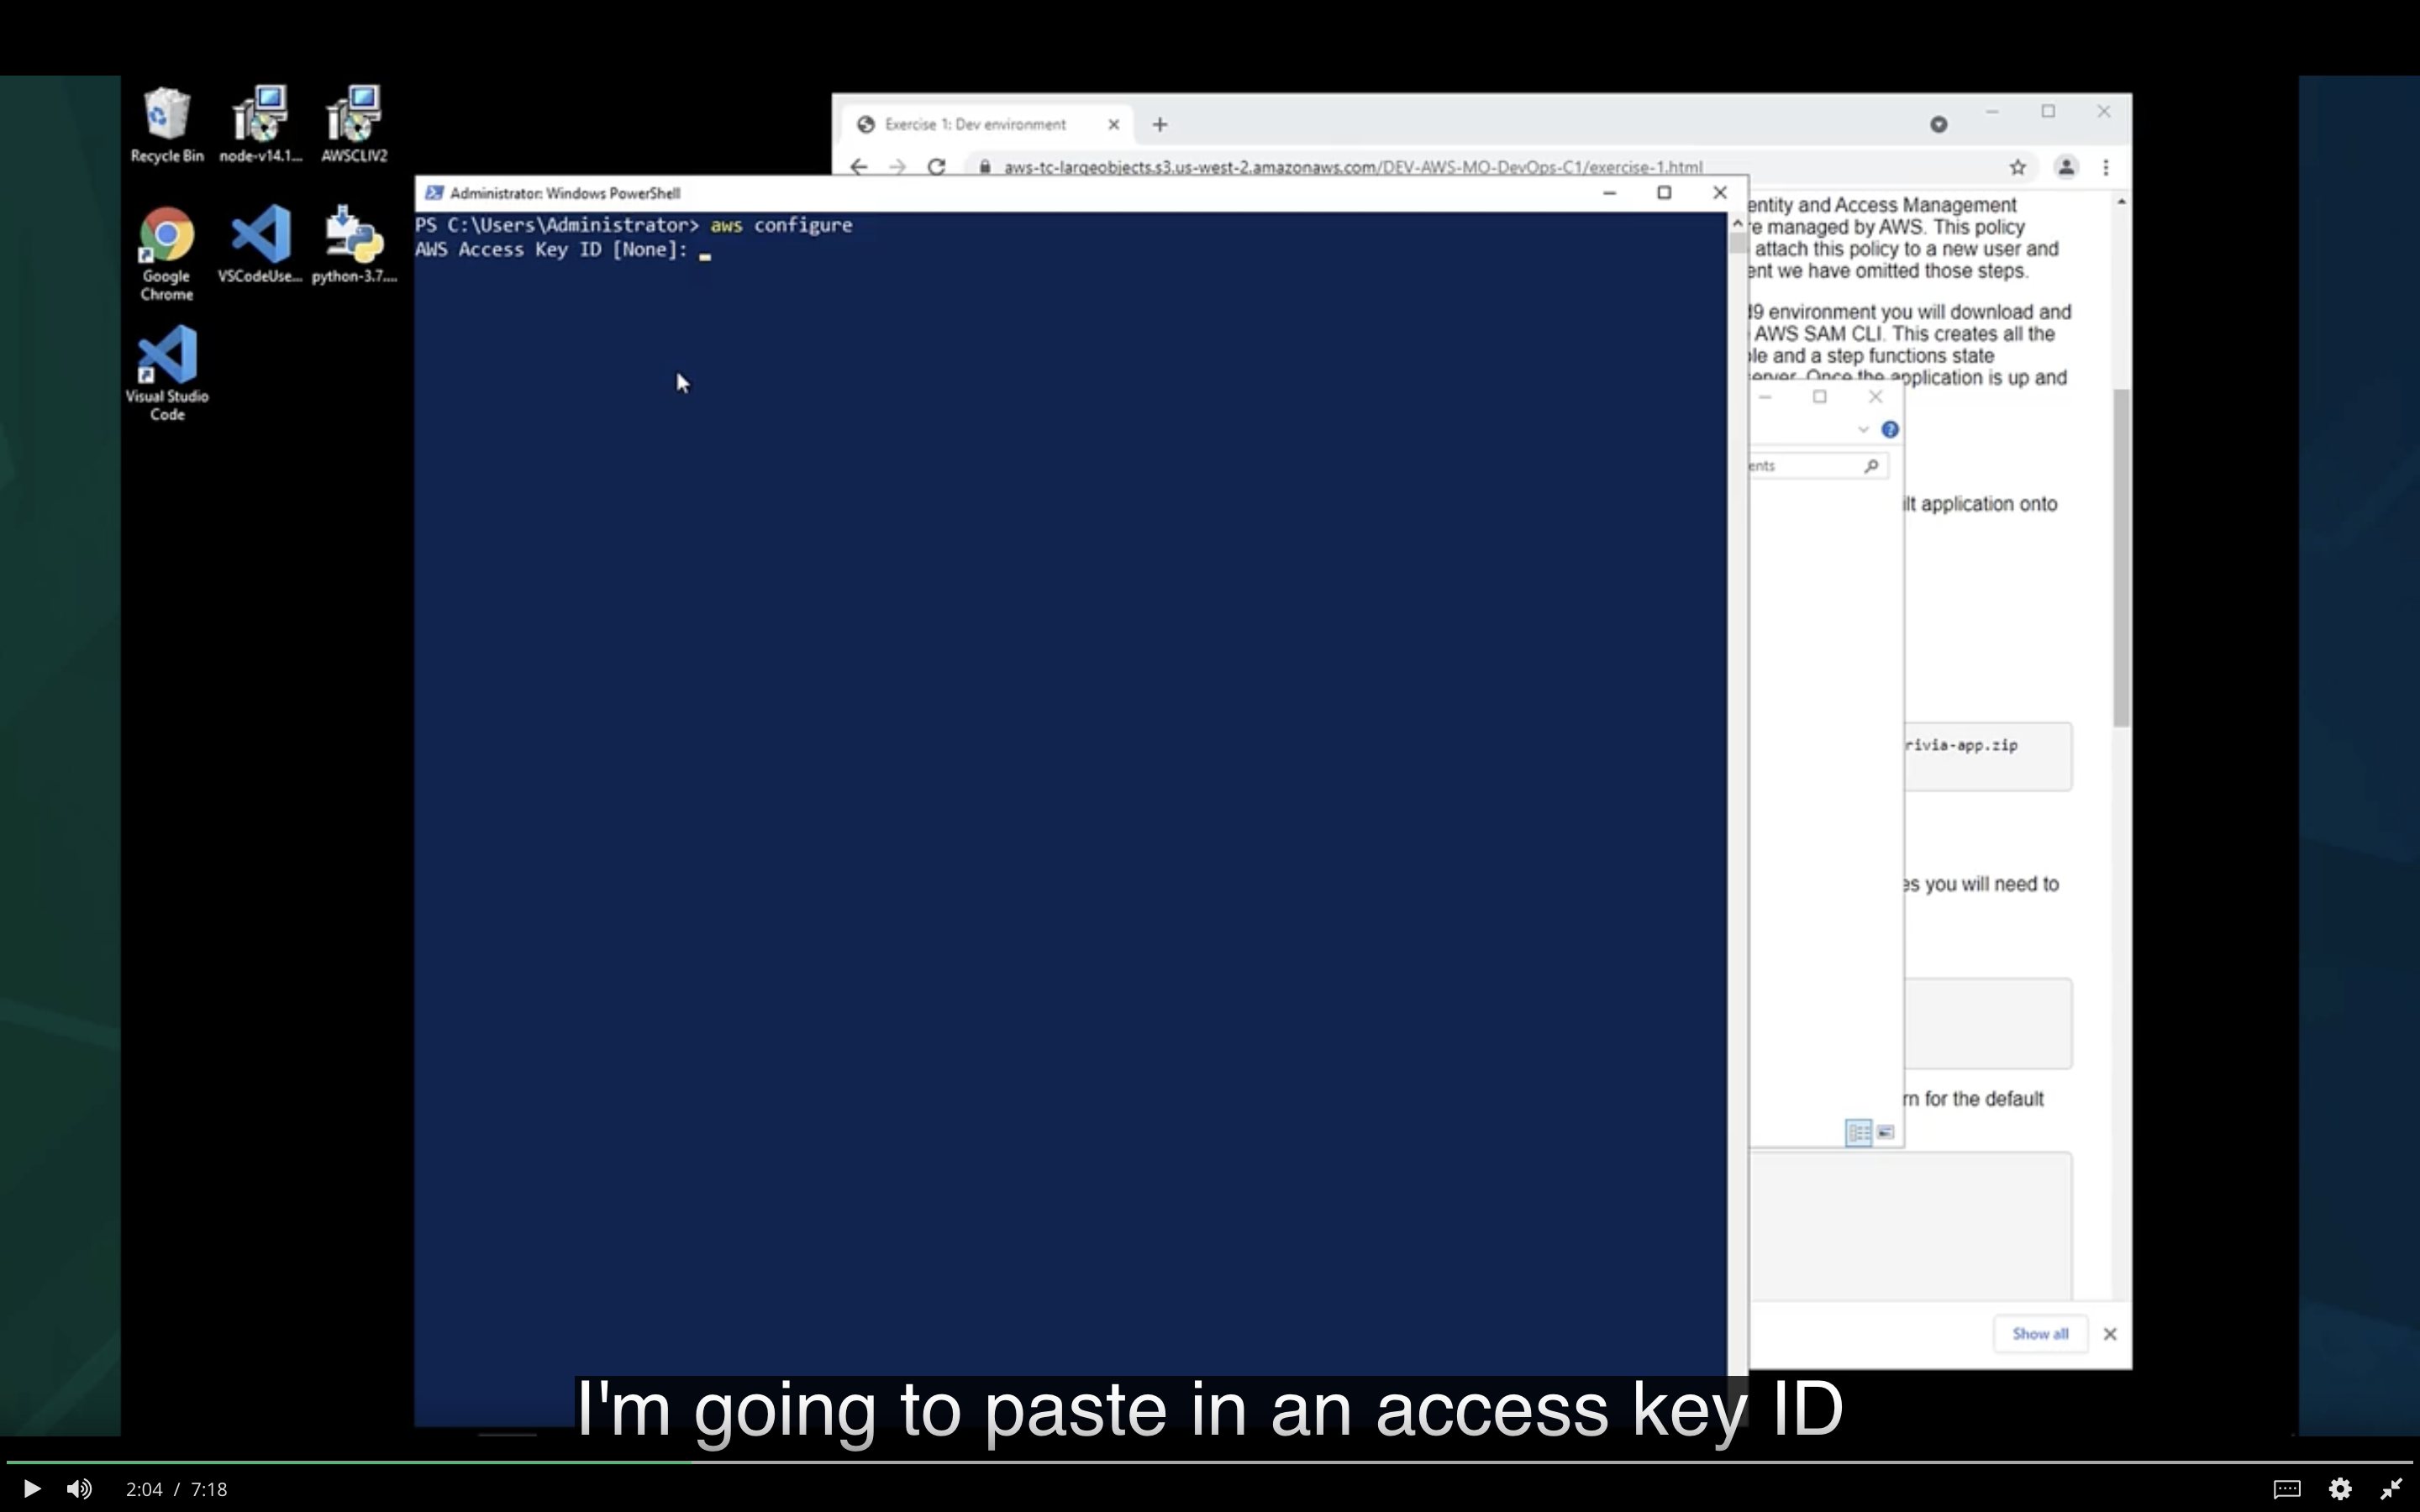 Recycle Bin
node-v14.1...
AWSCLIV2
Google
Chrome
VSCodeUse...
python-3.7....
Visual Studio
Code
Exercise 1: Dev environment
aws-tc-largeobjects.s3.us-west-2.amazonaws.com/DEV-AWS-MO-DevOps-C1/exercise-1.html
Administrator: Windows PowerShell
PS C:\Users\Administrator> aws configure
AWS Access Key ID [None]:
entity and Access Management
e managed by AWS. This policy
attach this policy to a new user and
ent we have omitted those steps.
9 environment you will download and
AWS SAM CLI. This creates all the
le and a step functions state
erver. Once the application is up and
ents
ilt application onto
rivia-app.zip
es you will need to
rn for the default
Show all
I'm going to paste in an access key ID
2:04 / 7:18